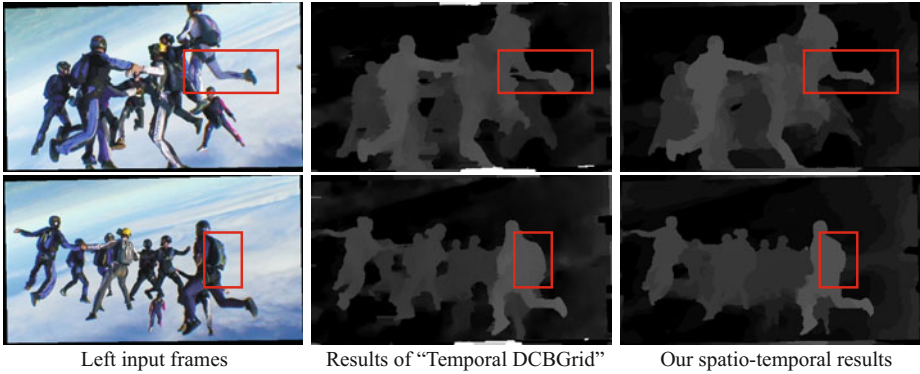 Left input frames
Results of “Temporal DCBGrid”
Our spatio-temporal results